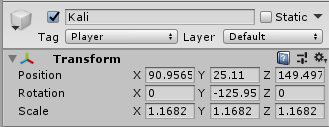 Kali Static
Tag Player Layer Default
Transform
Position X 90.9565 Y 25.11 Z 149.497
Rotation X 0 Y -125.95 Z 0
Scale X 1.1682 Y 1.1682 Z 1.1682